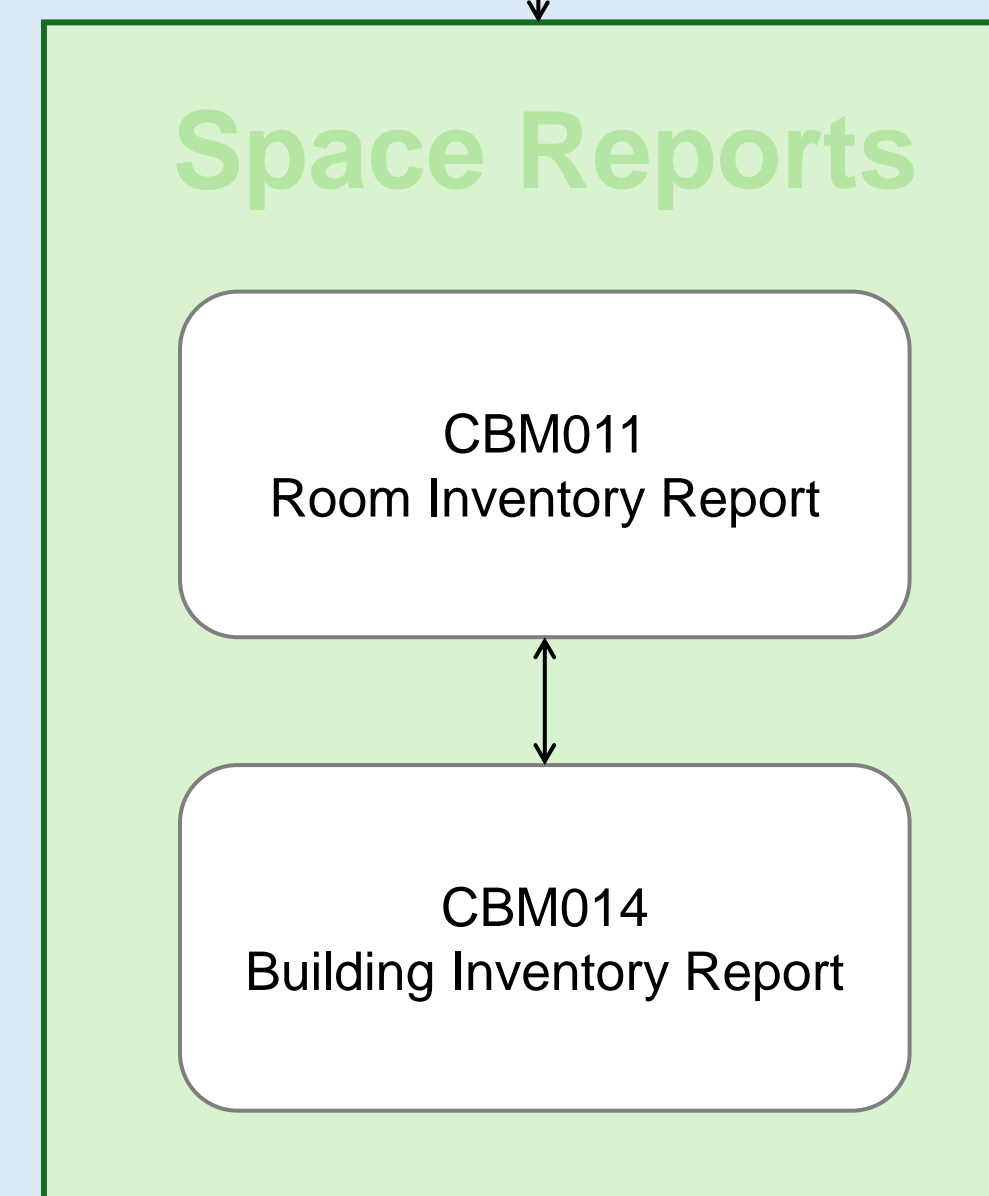 Space Reports
CBM011
Room Inventory Report
CBM014
Building Inventory Report